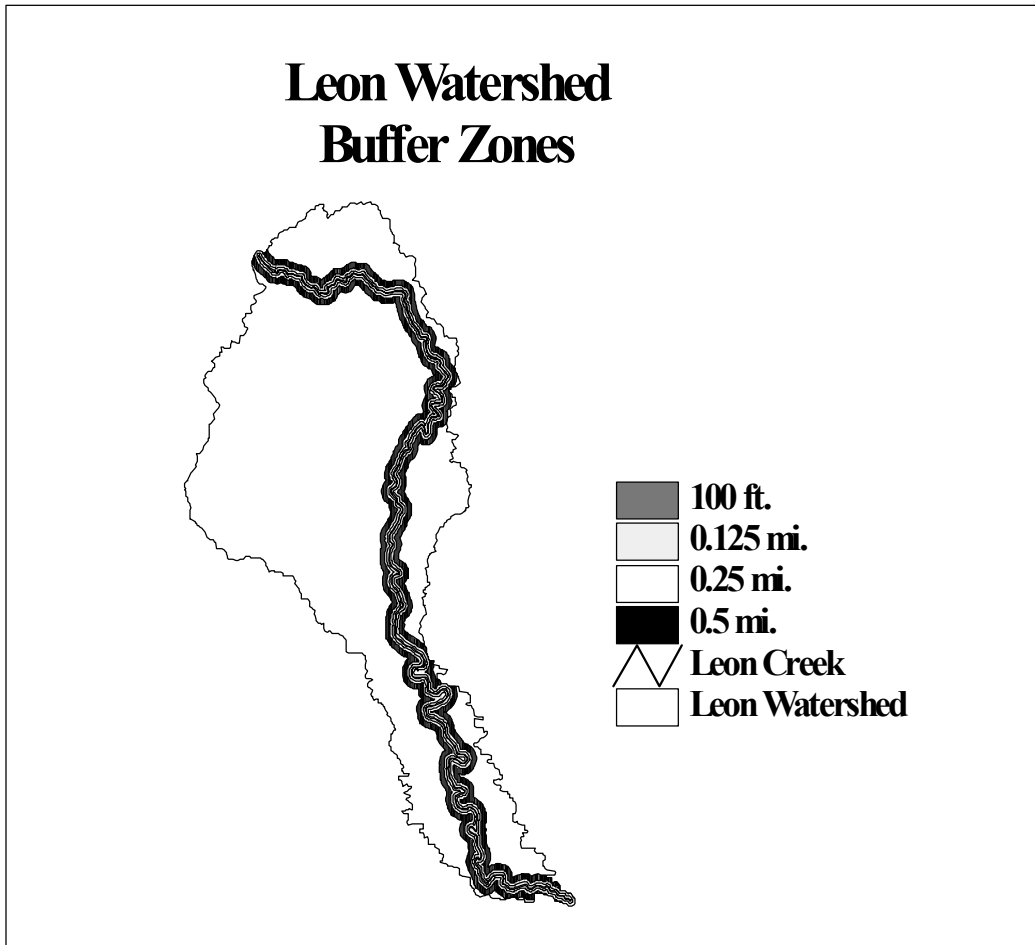 Leon Watershed
Buffer Zones
100 ft.
0.125 mi.
0.25 mi.
0.5 mi.
Leon Creek
Leon Watershed